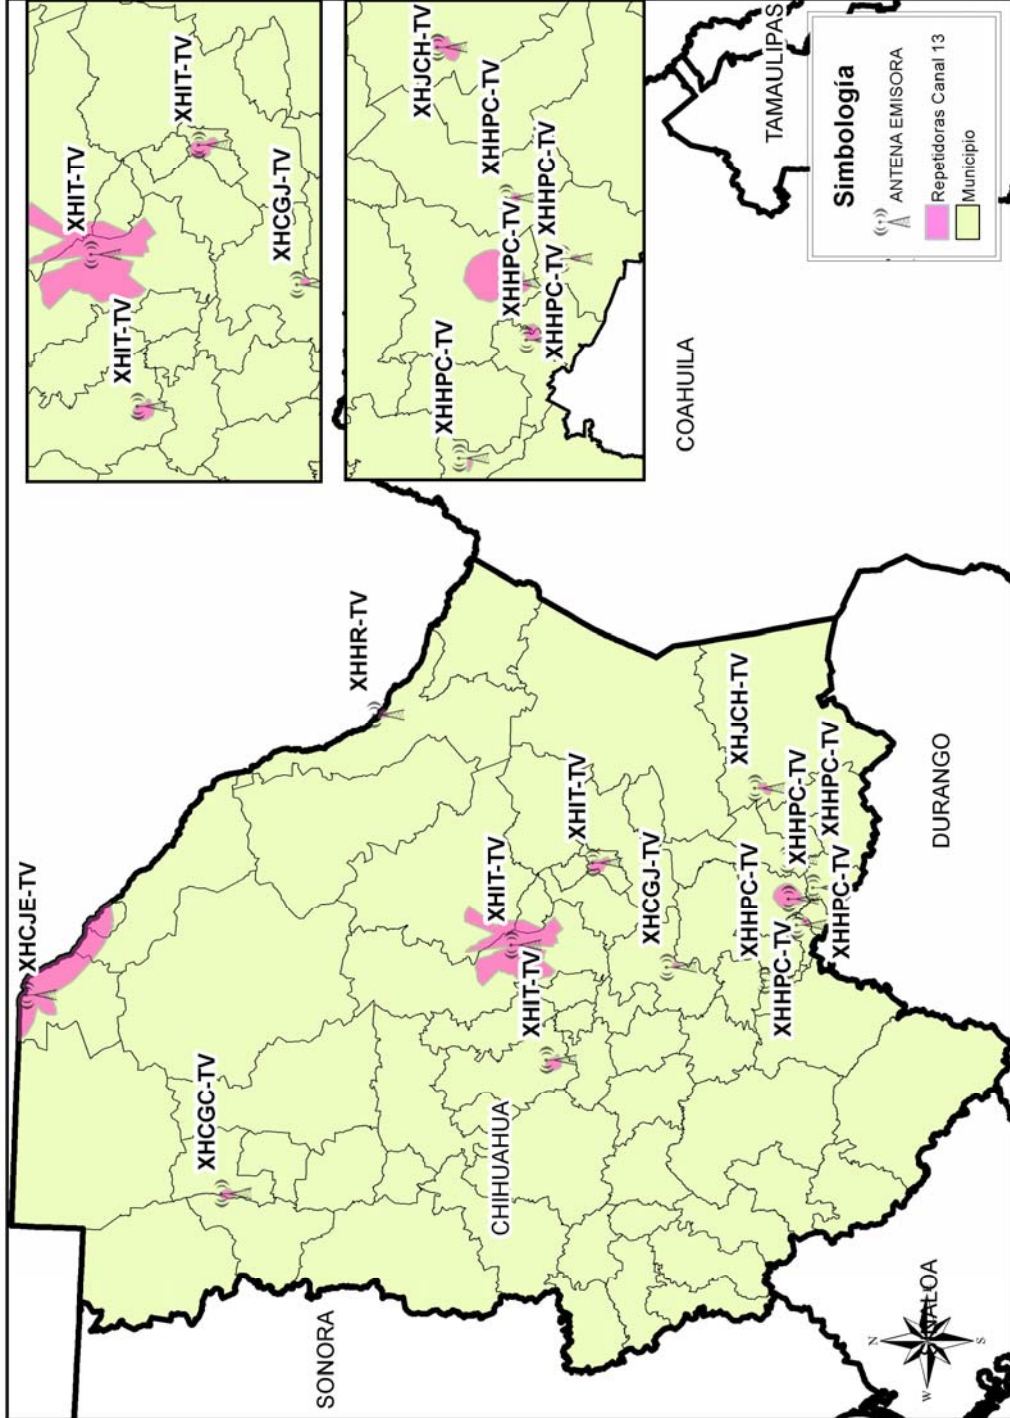 XHCJE-TV
XHCGC-TV
XHHR-TV
CHIHUAHUA
XHIT-TV
XHIT-TV
XHIT-TV
XHCGJ-TV
XHJCH-TV
XHHPC-TV
XHHPC-TV
XHHPC-TV
XHHPC-TV
XHHPC-TV
SONORA
NALOA
DURANGO
COAHUILA
TAMAULIPAS
N
W
S
XHIT-TV
XHIT-TV
XHIT-TV
XHCGJ-TV
XHJCH-TV
XHHPC-TV
XHHPC-TV
XHHPC-TV
XHHPC-TV
XHHPC-TV
Simbología
ANTENA EMISORA
Repetidoras Canal 13
Municipio